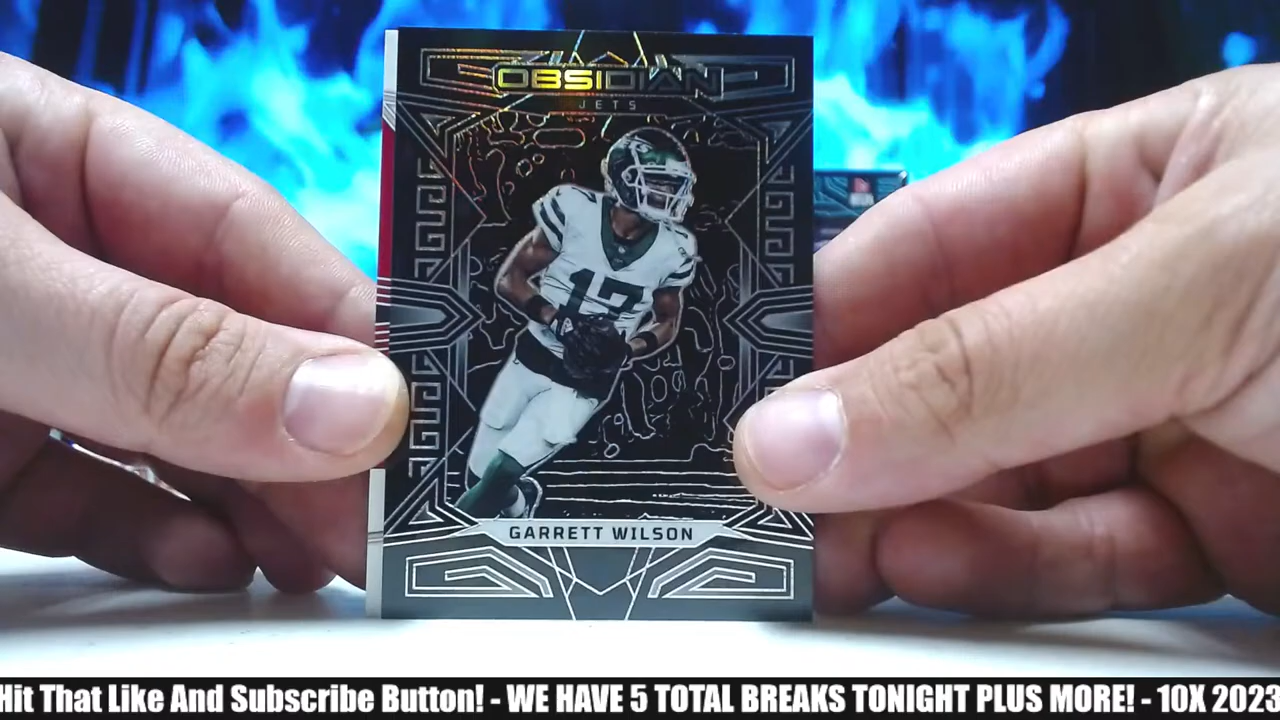 OBSIDIAN
JETS
17
GARRETT WILSON
Hit That Like And Subscribe Button! - WE HAVE 5 TOTAL BREAKS TONIGHT PLUS MORE! - 10X 2023